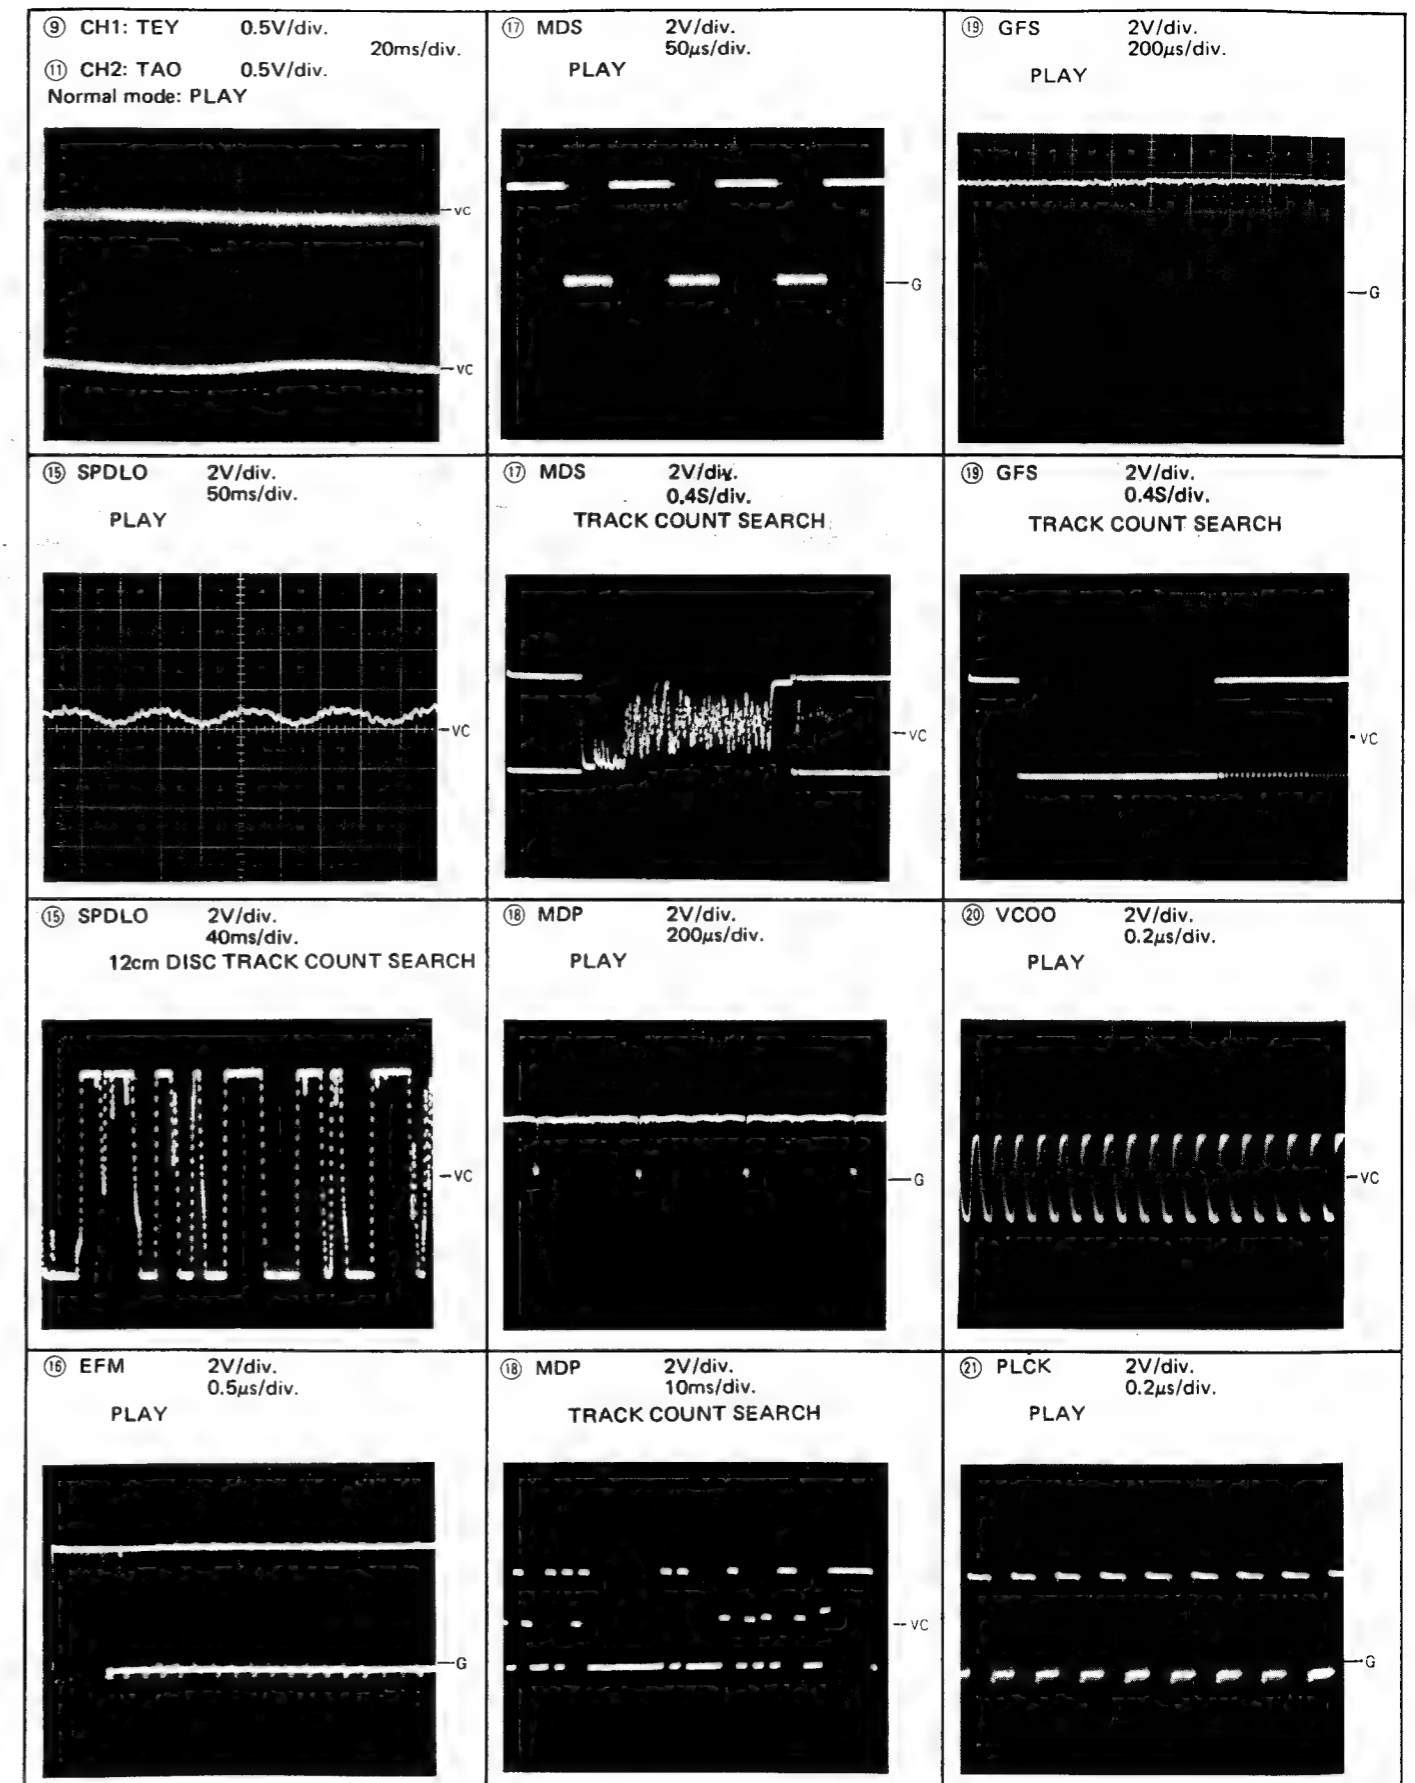 ⑨ CH1: TEY 0.5V/div.
20ms/div.
⑪ CH2: TAO 0.5V/div.
Normal mode: PLAY
VC
VC
⑰ MDS 2V/div.
50μs/div.
PLAY
G
⑲ GFS 2V/div.
200μs/div.
PLAY
G
⑮ SPDLO 2V/div.
50ms/div.
PLAY
VC
⑰ MDS 2V/div.
0.4S/div.
TRACK COUNT SEARCH
VC
⑲ GFS 2V/div.
0.4S/div.
TRACK COUNT SEARCH
VC
⑮ SPDLO 2V/div.
40ms/div.
12cm DISC TRACK COUNT SEARCH
VC
⑱ MDP 2V/div.
200μs/div.
PLAY
G
⑳ VCOO 2V/div.
0.2μs/div.
PLAY
VC
⑯ EFM 2V/div.
0.5μs/div.
PLAY
G
⑱ MDP 2V/div.
10ms/div.
TRACK COUNT SEARCH
VC
㉑ PLCK 2V/div.
0.2μs/div.
PLAY
G